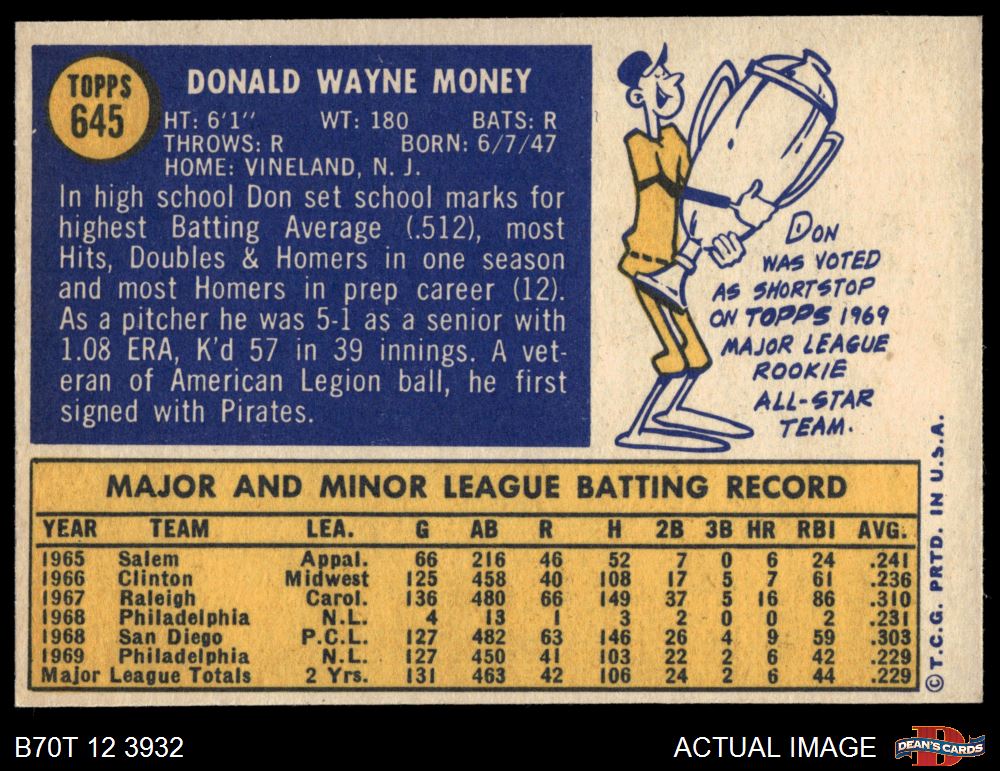 TOPPS
645
DONALD WAYNE MONEY
HT: 6'1'' WT: 180 BATS: R
THROWS: R BORN: 6/7/47
HOME: VINELAND, N. J.
In high school Don set school marks for
highest Batting Average (.512), most
Hits, Doubles & Homers in one season
and most Homers in prep career (12).
As a pitcher he was 5-1 as a senior with
1.08 ERA, K'd 57 in 39 innings. A vet-
eran of American Legion ball, he first
signed with Pirates.
DON
WAS VOTED
AS SHORTSTOP
ON TOPPS 1969
MAJOR LEAGUE
ROOKIE
ALL-STAR
TEAM.
MAJOR AND MINOR LEAGUE BATTING RECORD
YEAR TEAM LEA. G AB R H 2B 3B HR RBI AVG.
1965 Salem Appal. 66 216 46 52 7 0 6 24 .241
1966 Clinton Midwest 125 458 40 108 17 5 7 61 .236
1967 Raleigh Carol. 136 480 66 149 37 5 16 86 .310
1968 Philadelphia N.L. 4 13 1 3 2 0 0 2 .231
1968 San Diego P.C.L. 127 482 63 146 26 4 9 59 .303
1969 Philadelphia N.L. 127 450 41 103 22 2 6 42 .229
Major League Totals 2 Yrs. 131 463 42 106 24 2 6 44 .229
© T.C.G. PRTD. IN U.S.A.
B70T 12 3932
ACTUAL IMAGE
D
DEAN'S CARDS